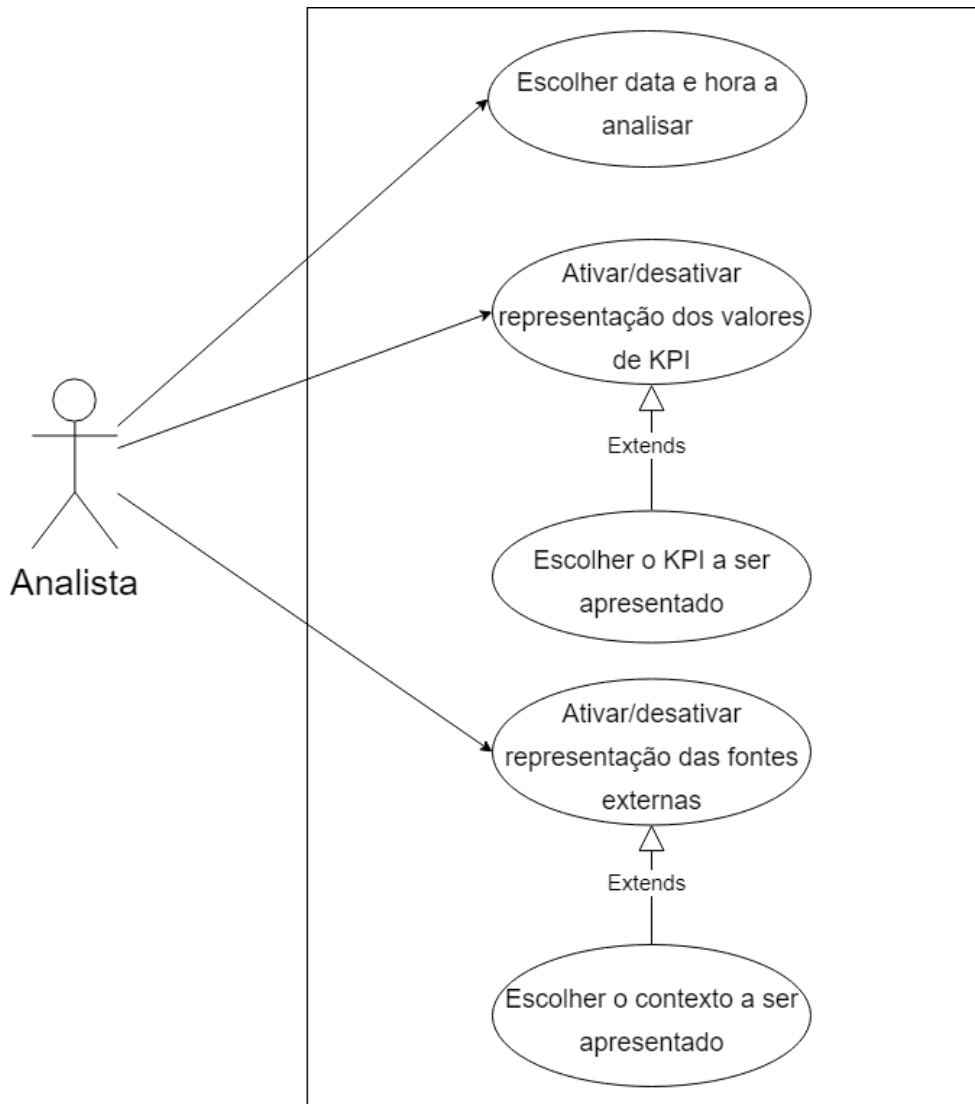 Escolher data e hora a
analisar
Ativar/desativar
representação dos valores
de KPI
Extends
Analista
Escolher o KPI a ser
apresentado
Ativar/desativar
representação das fontes
externas
Extends
Escolher o contexto a ser
apresentado